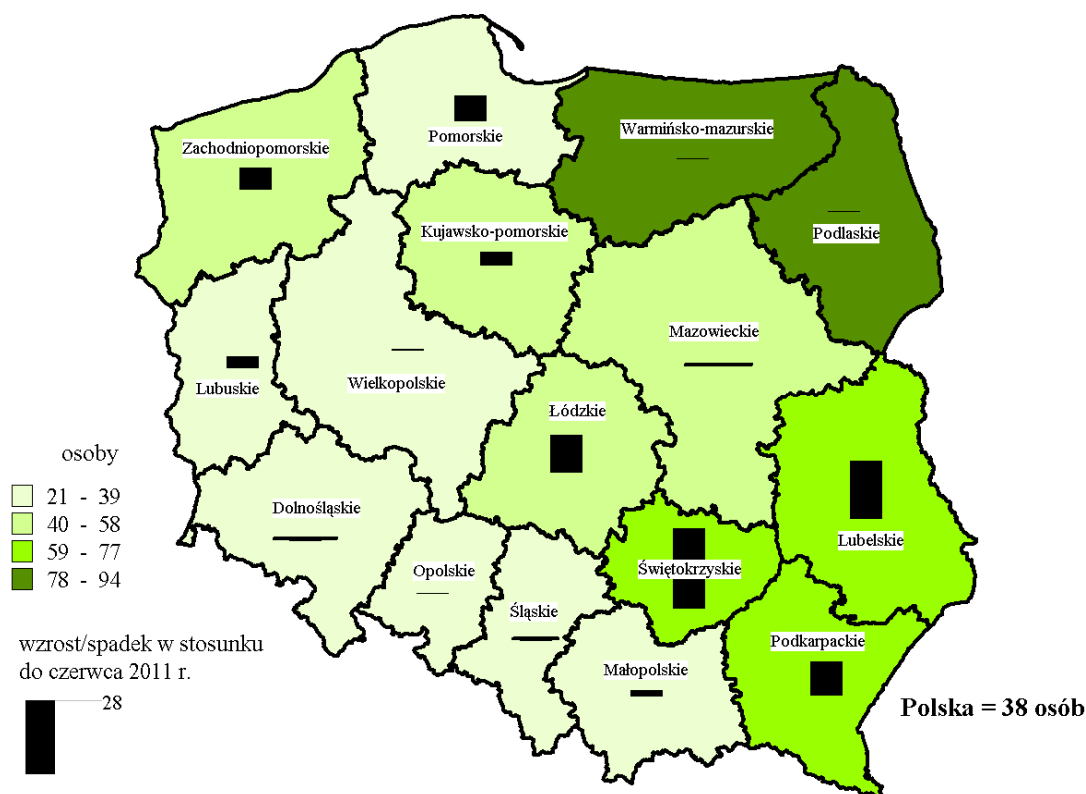 Pomorskie
Warmińsko-mazurskie
Zachodniopomorskie
Kujawsko-pomorskie
Podlaskie
Mazowieckie
Lubuskie
Wielkopolskie
Łódzkie
osoby
21 - 39
40 - 58
59 - 77
78 - 94
Dolnośląskie
Lubelskie
Opolskie
Świętokrzyskie
Śląskie
Małopolskie
Podkarpackie
wzrost/spadek w stosunku
do czerwca 2011 r.
28
Polska = 38 osób